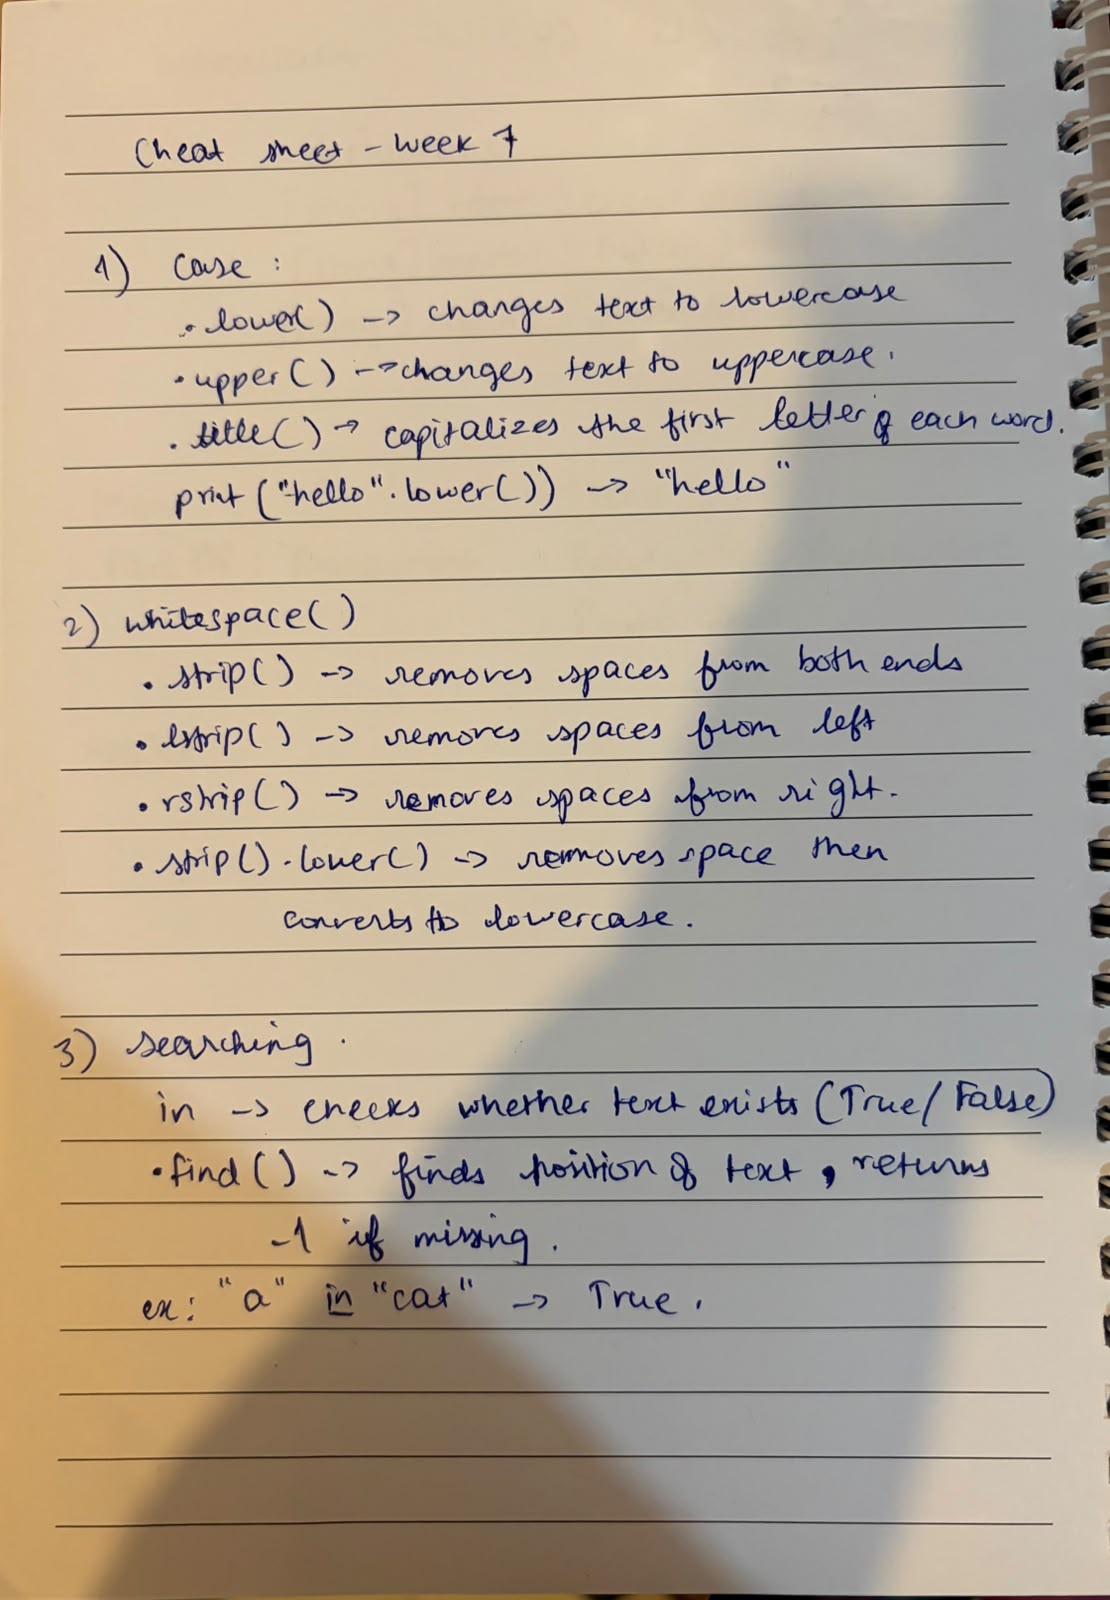 Cheat sheet - Week 7
1) Case :
.lower() -> changes text to lowercase
.upper() -> changes text to uppercase.
.title() -> capitalizes the first letter of each word.
print ("hello".lower()) -> "hello"
2) whitespace()
.strip() -> removes spaces from both ends
.lstrip() -> removes spaces from left
.rstrip() -> removes spaces from right.
.strip().lower() -> removes space then
converts to lowercase.
3) searching.
in -> checks whether text exists (True/False)
.find() -> finds position of text, returns
-1 if missing.
ex: "a" in "cat" -> True.